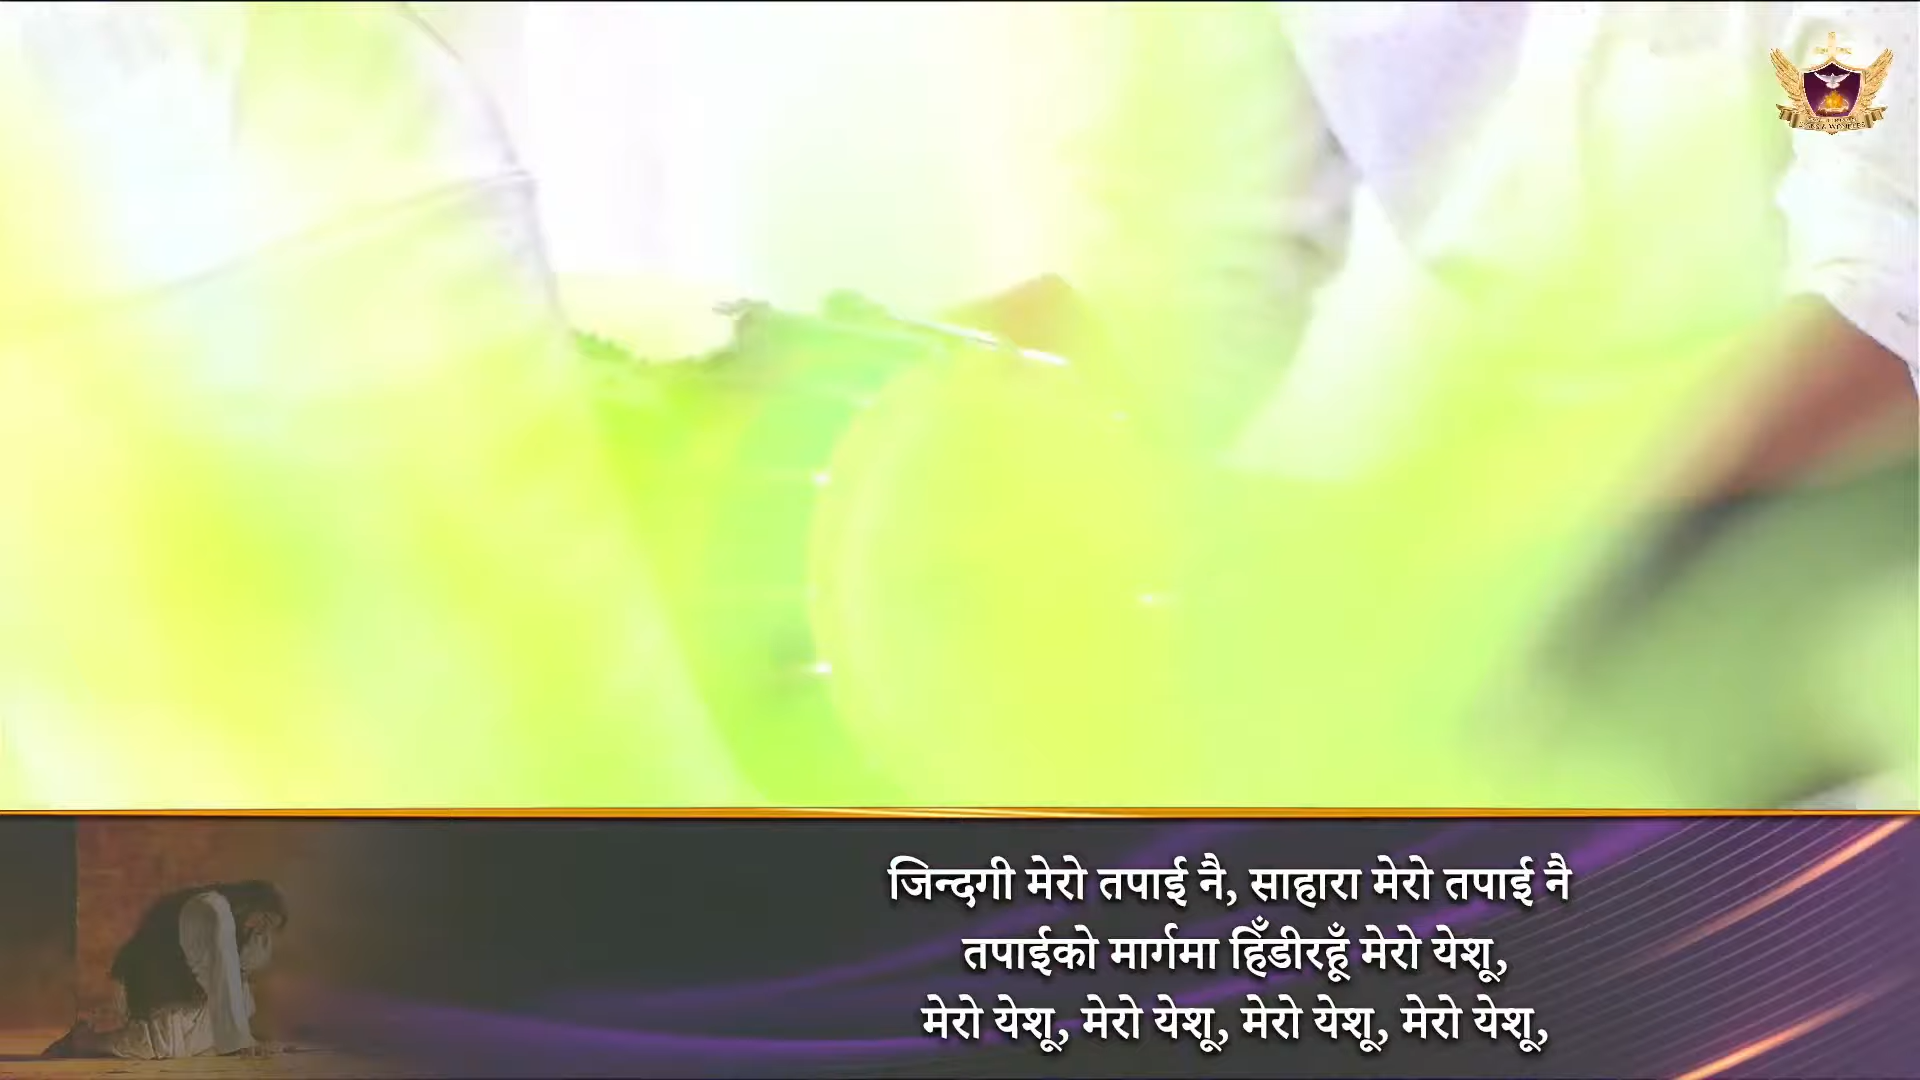 जिन्दगी मेरो तपाई नै, साहारा मेरो तपाई नै
तपाईको मार्गमा हिँडीरहूँ मेरो येशू,
मेरो येशू, मेरो येशू, मेरो येशू, मेरो येशू,